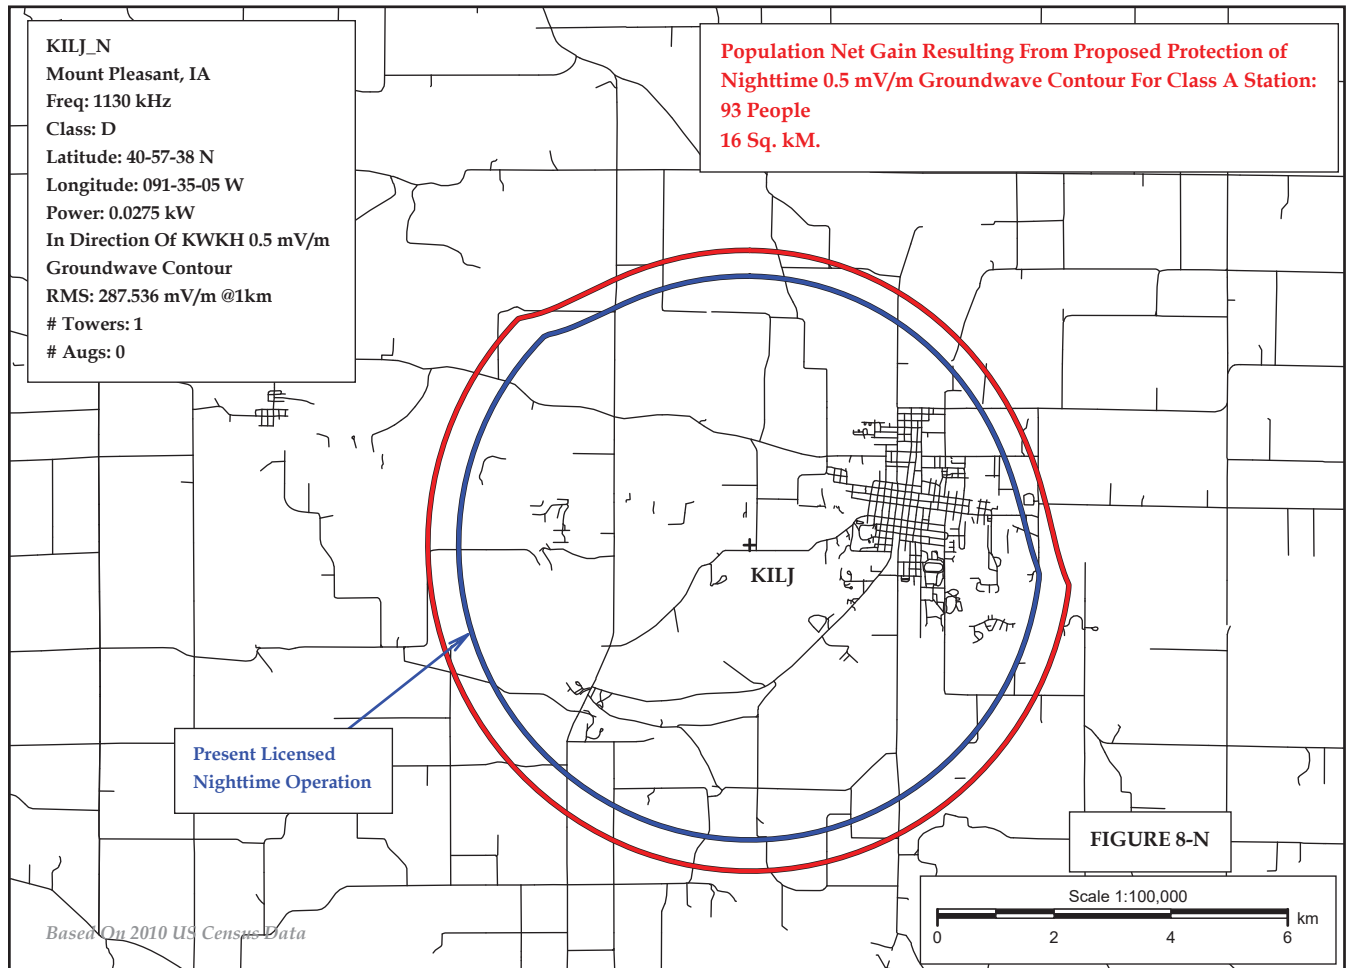 KILJ_N
Mount Pleasant, IA
Freq: 1130 kHz
Class: D
Latitude: 40-57-38 N
Longitude: 091-35-05 W
Power: 0.0275 kW
In Direction Of KWKH 0.5 mV/m
Groundwave Contour
RMS: 287.536 mV/m @1km
# Towers: 1
# Augs: 0
Population Net Gain Resulting From Proposed Protection of
Nighttime 0.5 mV/m Groundwave Contour For Class A Station:
93 People
16 Sq. kM.
KILJ
Present Licensed
Nighttime Operation
FIGURE 8-N
Scale 1:100,000
km
0 2 4 6
Based On 2010 US Census Data